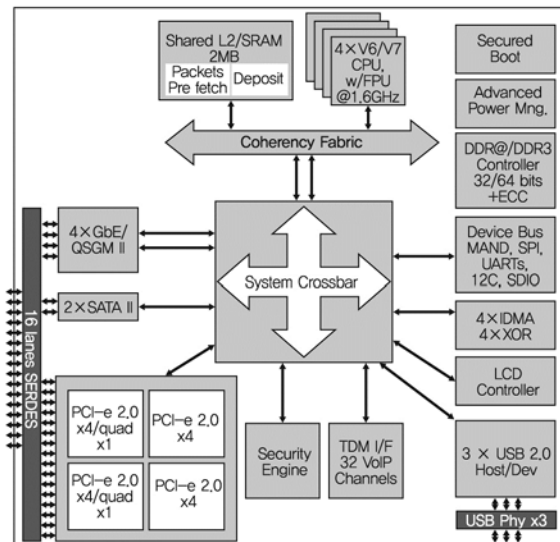 Shared L2/SRAM
2MB
Packets
Pre fetch
Deposit
4×V6/V7
CPU,
w/FPU
@1.6GHz
Secured
Boot
Advanced
Power Mng.
Coherency Fabric
DDR@/DDR3
Controller
32/64 bits
+ECC
4×GbE/
QSGM II
Device Bus
MAND, SPI,
UARTs,
12C, SDIO
System Crossbar
2×SATA II
4×IDMA
4×XOR
16 lanes SERDES
LCD
Controller
PCI-e 2.0
x4/quad
x1
PCI-e 2.0
x4
PCI-e 2.0
x4/quad
x1
PCI-e 2.0
x4
Security
Engine
TDM I/F
32 VoIP
Channels
3 × USB 2.0
Host/Dev
USB Phy x3